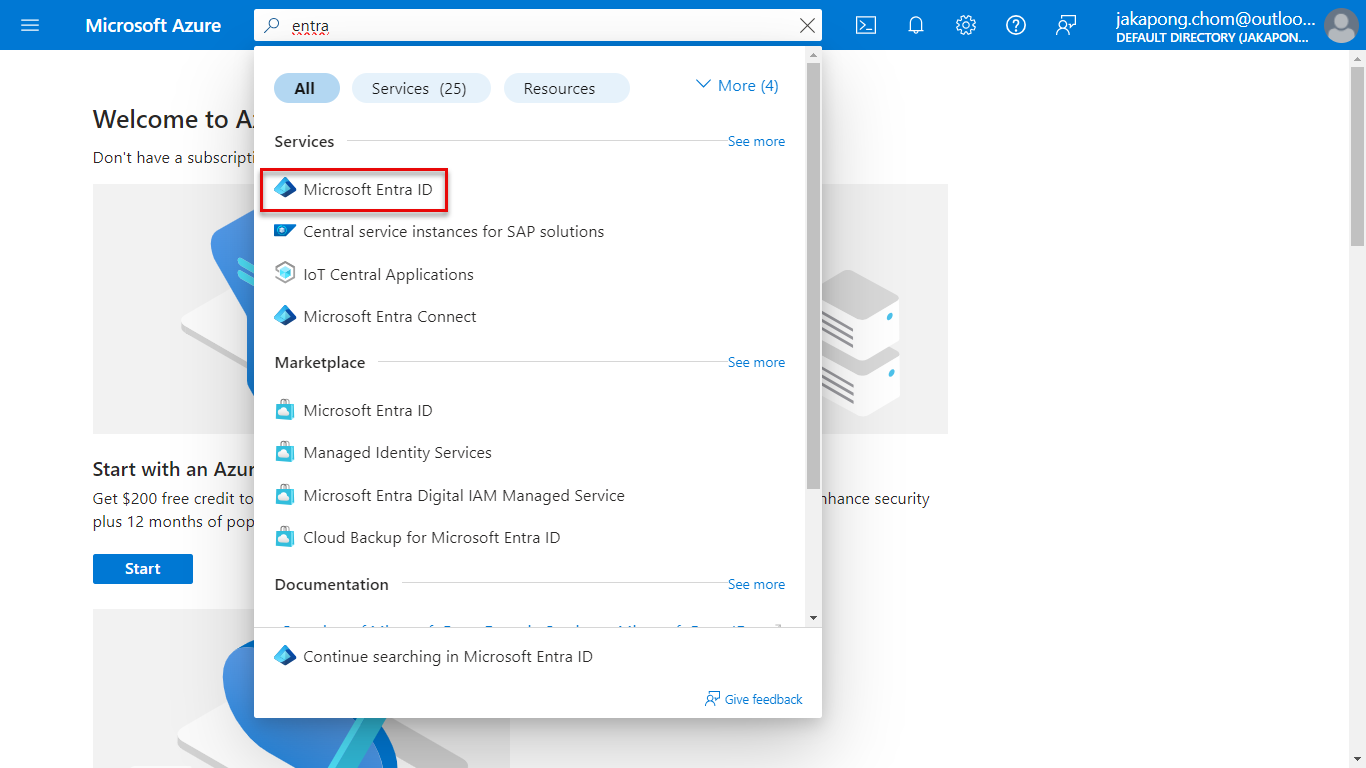 Microsoft Azure
entra
jakapong.chom@outloo...
DEFAULT DIRECTORY (JAKAPON...
All
Services (25)
Resources
More (4)
Welcome to Az
Don't have a subscripti
Services
See more
Microsoft Entra ID
Central service instances for SAP solutions
IoT Central Applications
Microsoft Entra Connect
Marketplace
See more
Microsoft Entra ID
Managed Identity Services
Microsoft Entra Digital IAM Managed Service
Cloud Backup for Microsoft Entra ID
Start with an Azur
Get $200 free credit to
plus 12 months of pop
nhance security
Start
Documentation
See more
Continue searching in Microsoft Entra ID
Give feedback